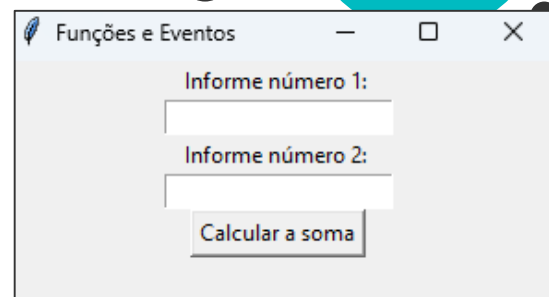 Funções e Eventos
Informe número 1:
Informe número 2:
Calcular a soma